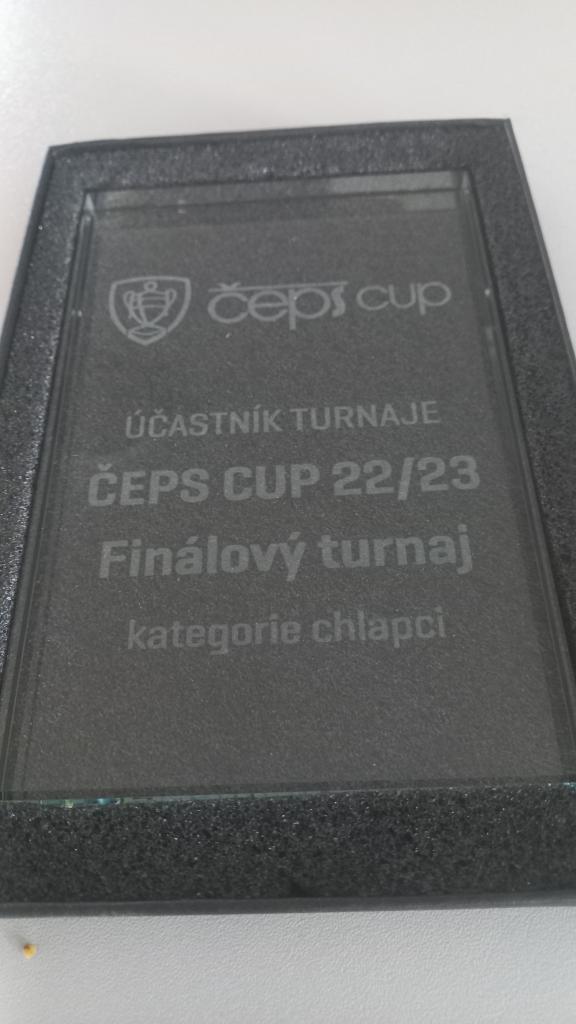 čeps cup
ÚČASTNÍK TURNAJE
ČEPS CUP 22/23
Finálový turnaj
kategorie chlapci